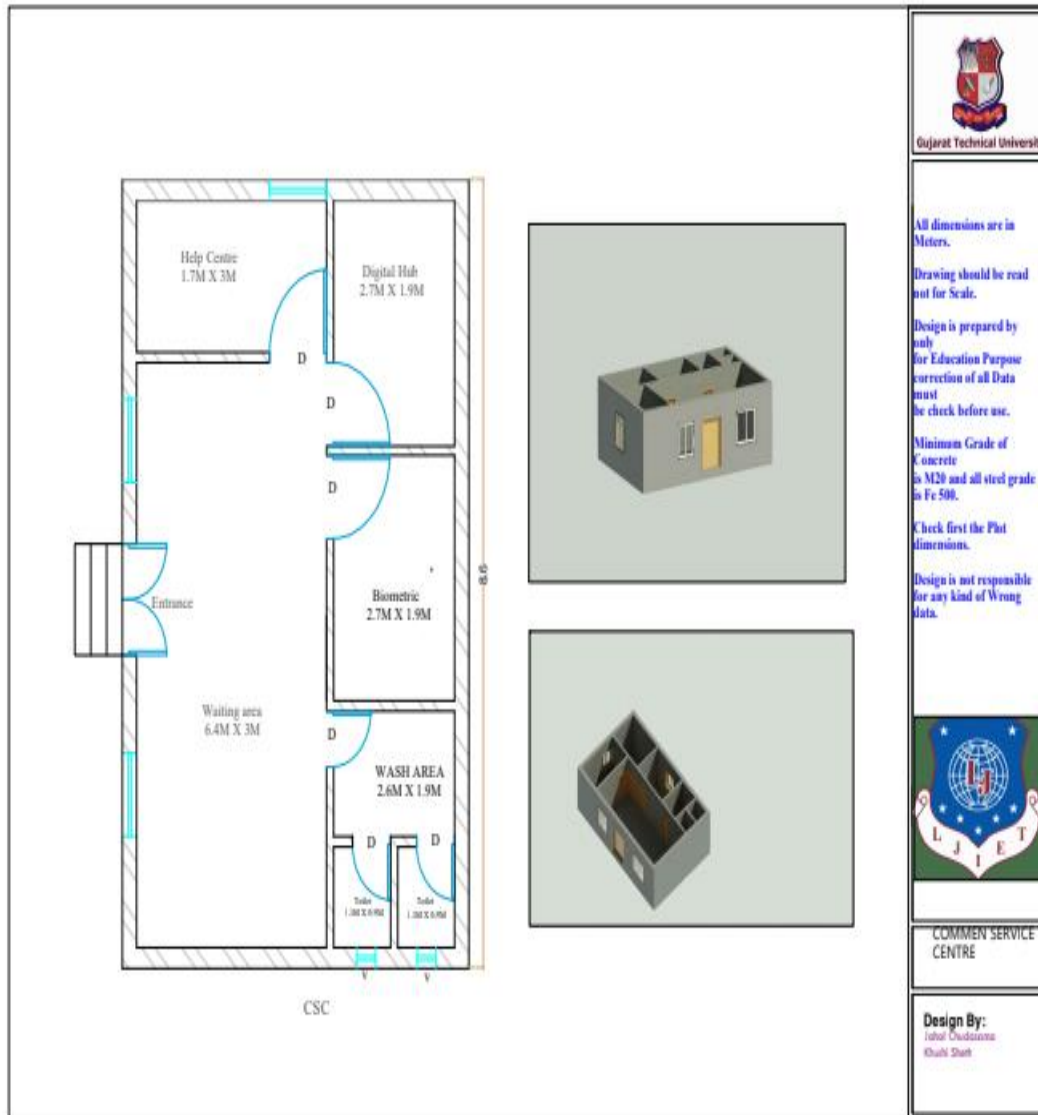 Gujarat Technical Universit
All dimensions are in
Meters.
Drawing should be read
not for Scale.
Design is prepared by
only
for Education Purpose
correction of all Data
must
be check before use.
Minimum Grade of
Concrete
is M20 and all steel grade
is Fe 500.
Check first the Plot
dimensions.
Design is not responsible
for any kind of Wrong
data.
L J I E T
COMMEN SERVICE
CENTRE
Design By:
Khushi Shah
Help Centre
1.7M X 3M
Digital Hub
2.7M X 1.9M
D
D
D
Biometric
2.7M X 1.9M
8.6
Entrance
Waiting area
6.4M X 3M
D
WASH AREA
2.6M X 1.9M
D
D
Toilet
Toilet
V
V
CSC